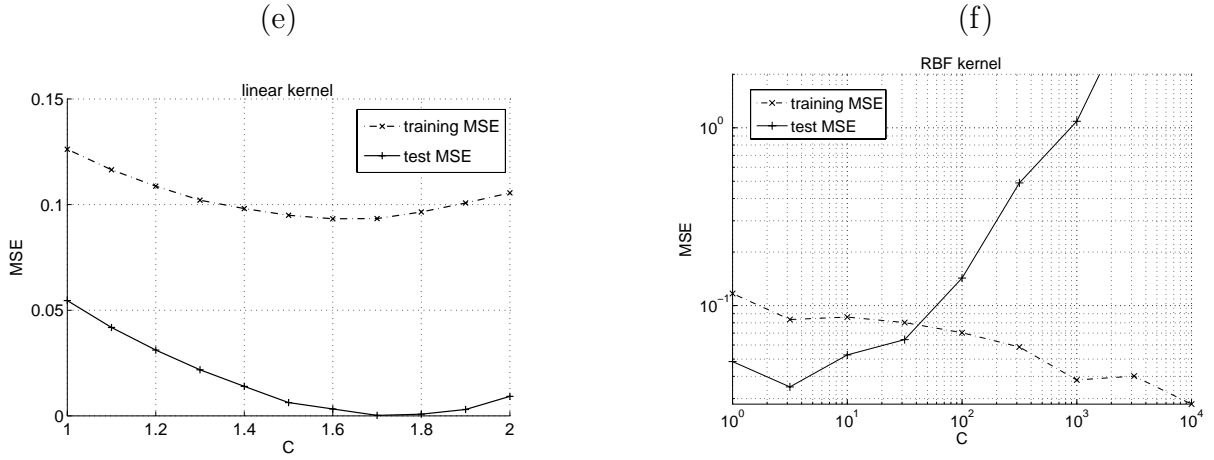 (e)
linear kernel
0.15
0.1
0.05
0
MSE
training MSE
test MSE
1 1.2 1.4 1.6 1.8 2
C
(f)
RBF kernel
10^0
10^-1
MSE
training MSE
test MSE
10^0 10^1 10^2 10^3 10^4
C